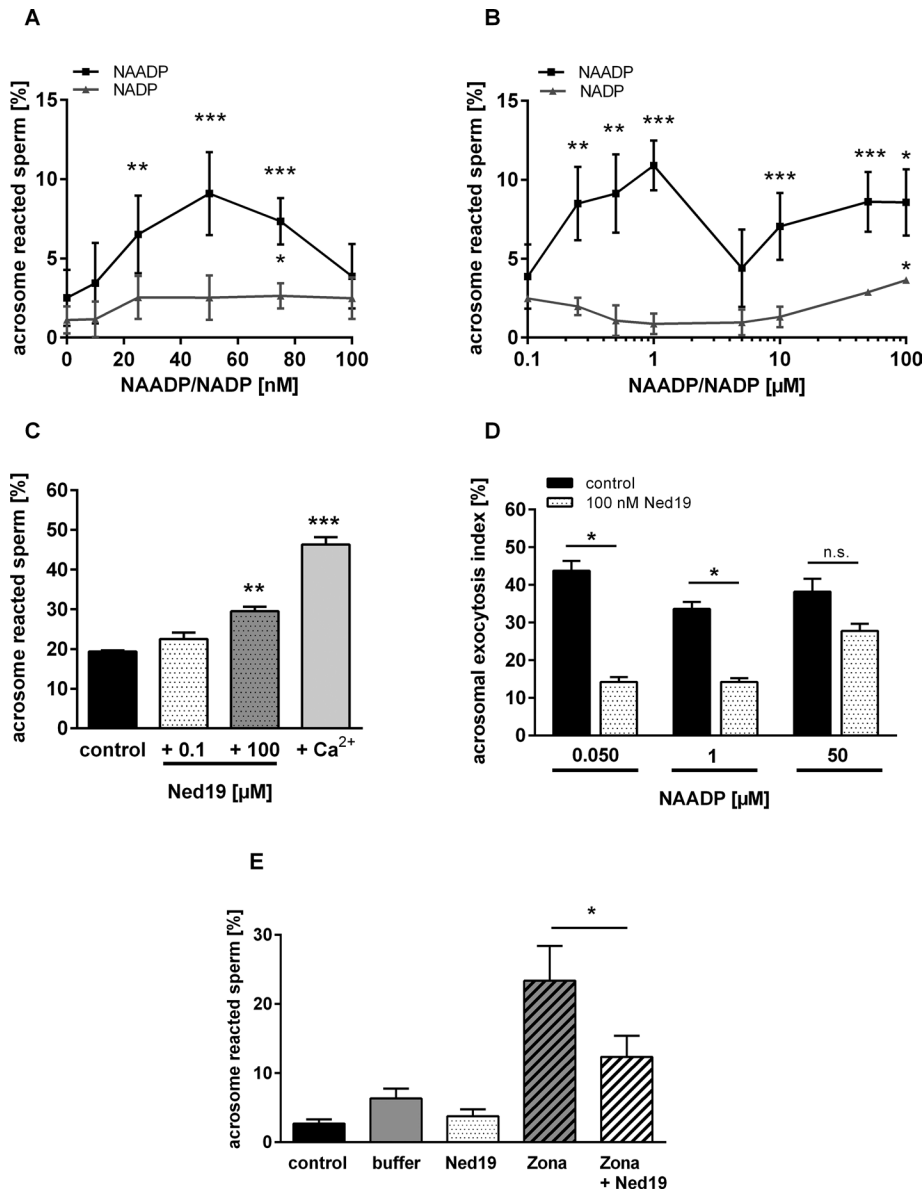 A
NAADP
NADP
acrosome reacted sperm [%]
15
10
5
0
** *** *** *
0 20 40 60 80 100
NAADP/NADP [nM]
B
NAADP
NADP
acrosome reacted sperm [%]
15
10
5
0
** ** *** *** *** * *
0.1 1 10 100
NAADP/NADP [µM]
C
acrosome reacted sperm [%]
60
50
40
30
20
10
0
** ***
control + 0.1 + 100 + Ca2+
Ned19 [µM]
D
control
100 nM Ned19
acrosomal exocytosis index [%]
60
50
40
30
20
10
0
* * n.s.
0.050 1 50
NAADP [µM]
E
acrosome reacted sperm [%]
30
20
10
0
*
control buffer Ned19 Zona Zona
+ Ned19